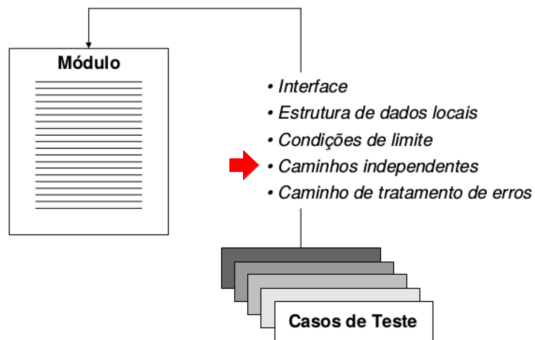 Módulo
• Interface
• Estrutura de dados locais
• Condições de limite
• Caminhos independentes
• Caminho de tratamento de erros
Casos de Teste